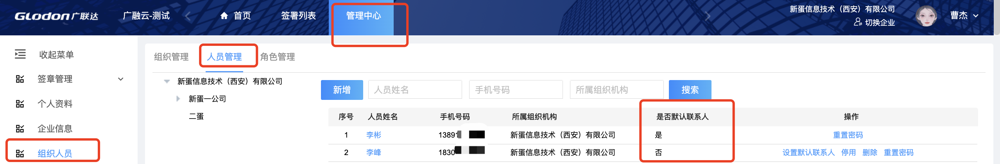 GLodon广联达
广融云-测试
首页
签署列表
管理中心
新蛋信息技术（西安）有限公司
切换企业
曹杰
收起菜单
签章管理
个人资料
企业信息
组织人员
组织管理 人员管理 角色管理
新蛋信息技术（西安）有限公司
新蛋一公司
二蛋
新增 人员姓名 手机号码 所属组织机构 搜索
序号 人员姓名 手机号码 所属组织机构 是否默认联系人 操作
1 李彬 13891 新蛋信息技术（西安）有限公司 是 重置密码
2 李峰 1830 新蛋信息技术（西安）有限公司 否 设置默认联系人 停用 删除 重置密码